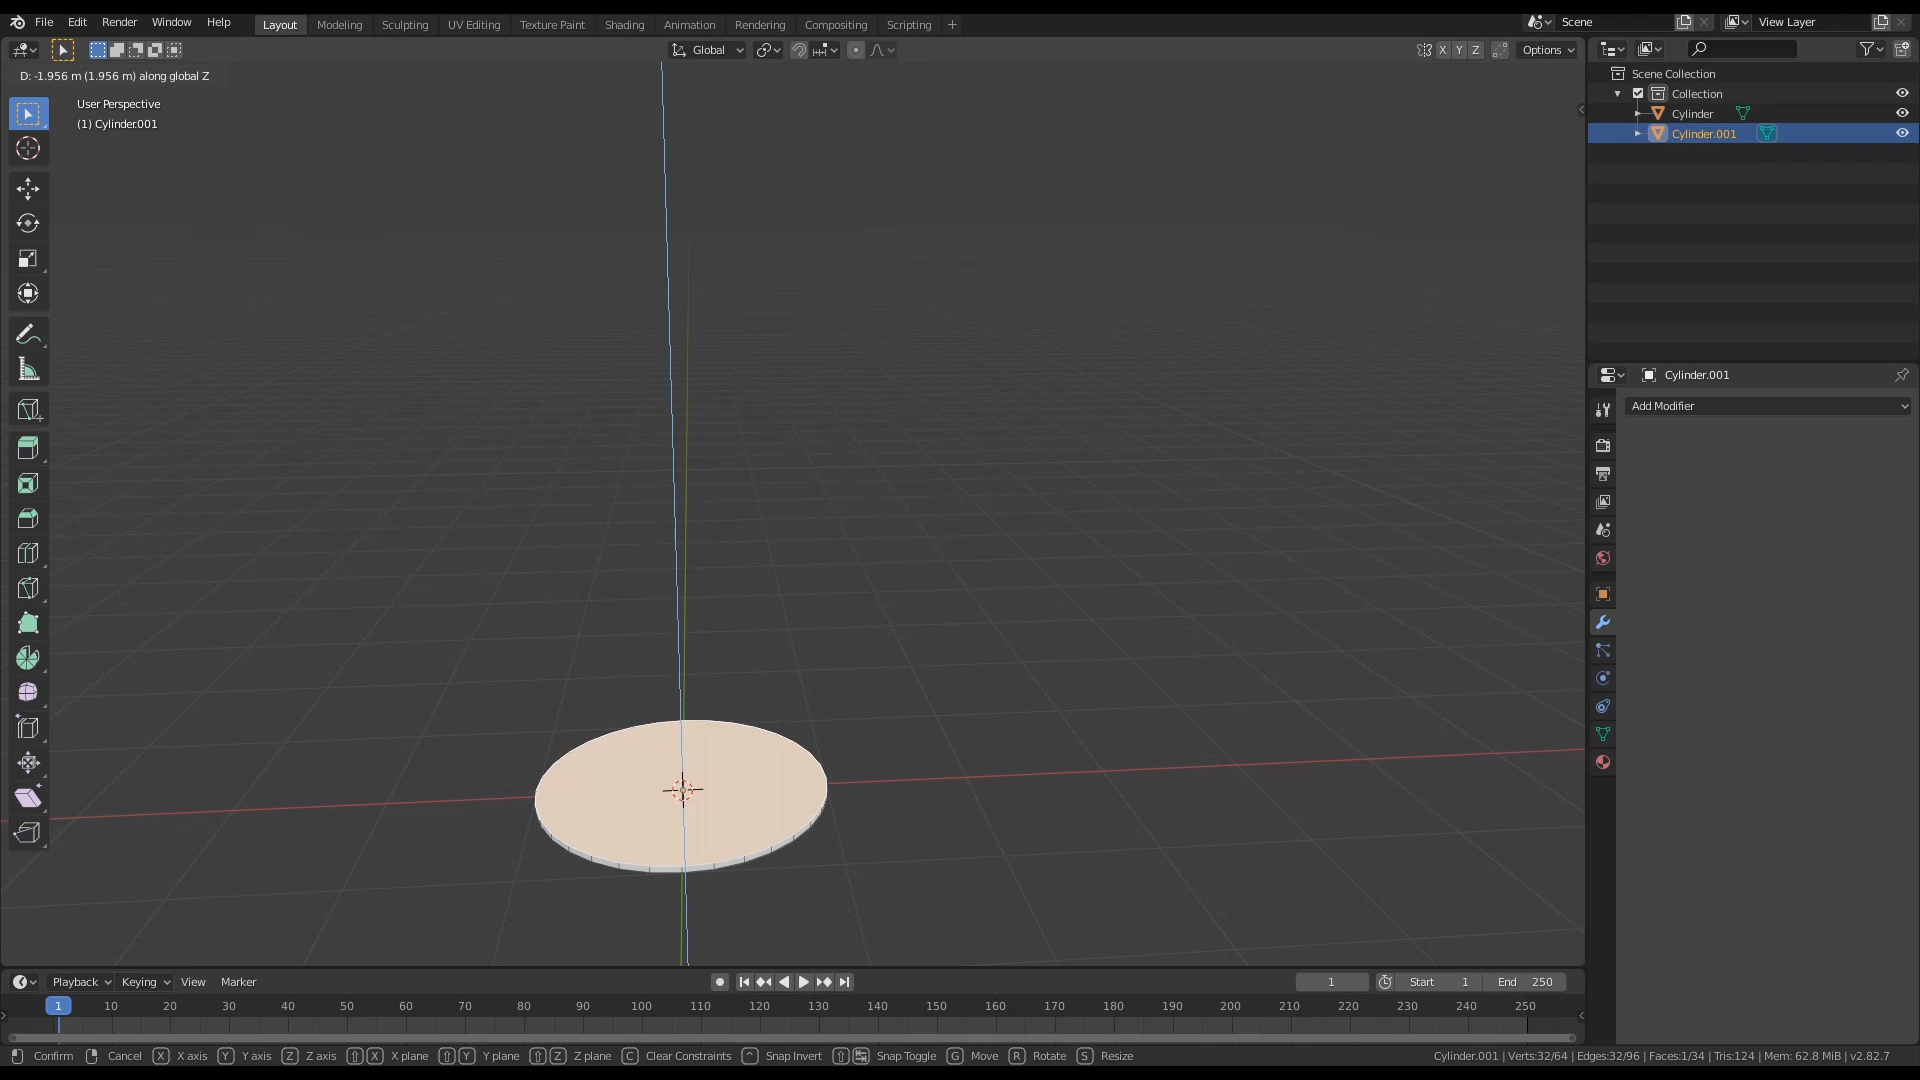 File Edit Render Window Help Layout Modeling Sculpting UV Editing Texture Paint Shading Animation Rendering Compositing Scripting + Scene View Layer
Global X Y Z Options
D: -1.956 m (1.956 m) along global Z
User Perspective
(1) Cylinder.001
Scene Collection
Collection
Cylinder
Cylinder.001
Cylinder.001
Add Modifier
Playback Keying View Marker 1 Start 1 End 250
1 10 20 30 40 50 60 70 80 90 100 110 120 130 140 150 160 170 180 190 200 210 220 230 240 250
Confirm Cancel X X axis Y Y axis Z Z axis X X plane Y Y plane Z Z plane C Clear Constraints ^ Snap Invert Snap Toggle G Move R Rotate S Resize Cylinder.001 | Verts:32/64 | Edges:32/96 | Faces:1/34 | Tris:124 | Mem: 62.8 MiB | v2.82.7